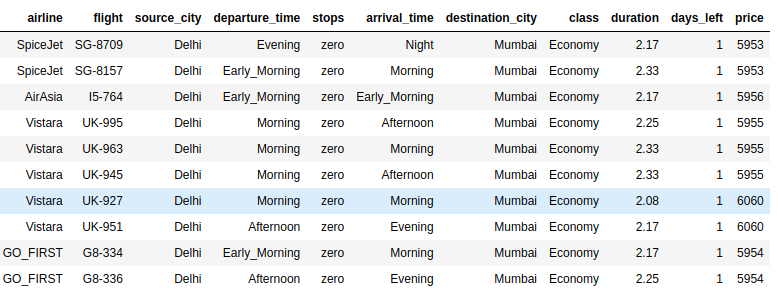 airline flight source_city departure_time stops arrival_time destination_city class duration days_left price
SpiceJet SG-8709 Delhi Evening zero Night Mumbai Economy 2.17 1 5953
SpiceJet SG-8157 Delhi Early_Morning zero Morning Mumbai Economy 2.33 1 5953
AirAsia I5-764 Delhi Early_Morning zero Early_Morning Mumbai Economy 2.17 1 5956
Vistara UK-995 Delhi Morning zero Afternoon Mumbai Economy 2.25 1 5955
Vistara UK-963 Delhi Morning zero Morning Mumbai Economy 2.33 1 5955
Vistara UK-945 Delhi Morning zero Afternoon Mumbai Economy 2.33 1 5955
Vistara UK-927 Delhi Morning zero Morning Mumbai Economy 2.08 1 6060
Vistara UK-951 Delhi Afternoon zero Evening Mumbai Economy 2.17 1 6060
GO_FIRST G8-334 Delhi Early_Morning zero Morning Mumbai Economy 2.17 1 5954
GO_FIRST G8-336 Delhi Afternoon zero Evening Mumbai Economy 2.25 1 5954